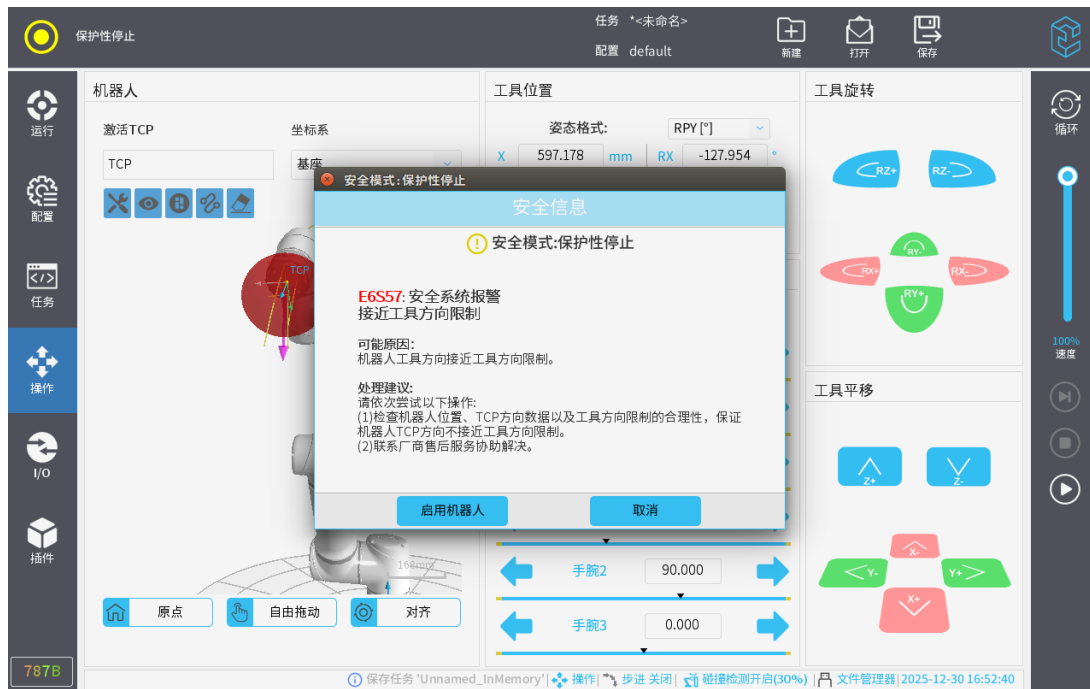 保护性停止
任务 *<未命名>
配置 default
新建
打开
保存
运行
配置
任务
操作
I/O
插件
787B
机器人
激活TCP
坐标系
TCP
基座
TCP
168mm
原点
自由拖动
对齐
工具位置
姿态格式:
RPY [°]
X 597.178 mm RX -127.954 °
安全模式:保护性停止
安全信息
安全模式:保护性停止
E6S57: 安全系统报警
接近工具方向限制
可能原因:
机器人工具方向接近工具方向限制。
处理建议:
请依次尝试以下操作:
(1)检查机器人位置、TCP方向数据以及工具方向限制的合理性，保证
机器人TCP方向不接近工具方向限制。
(2)联系厂商售后服务协助解决。
启用机器人
取消
手腕2 90.000
手腕3 0.000
工具旋转
RZ+
RZ-
RY-
RX+
RX-
RY+
工具平移
Z+
Z-
X-
Y-
Y+
X+
循环
100%
速度
保存任务 'Unnamed_InMemory'| 操作| 步进 关闭| 碰撞检测开启(30%) | 文件管理器|2025-12-30 16:52:40